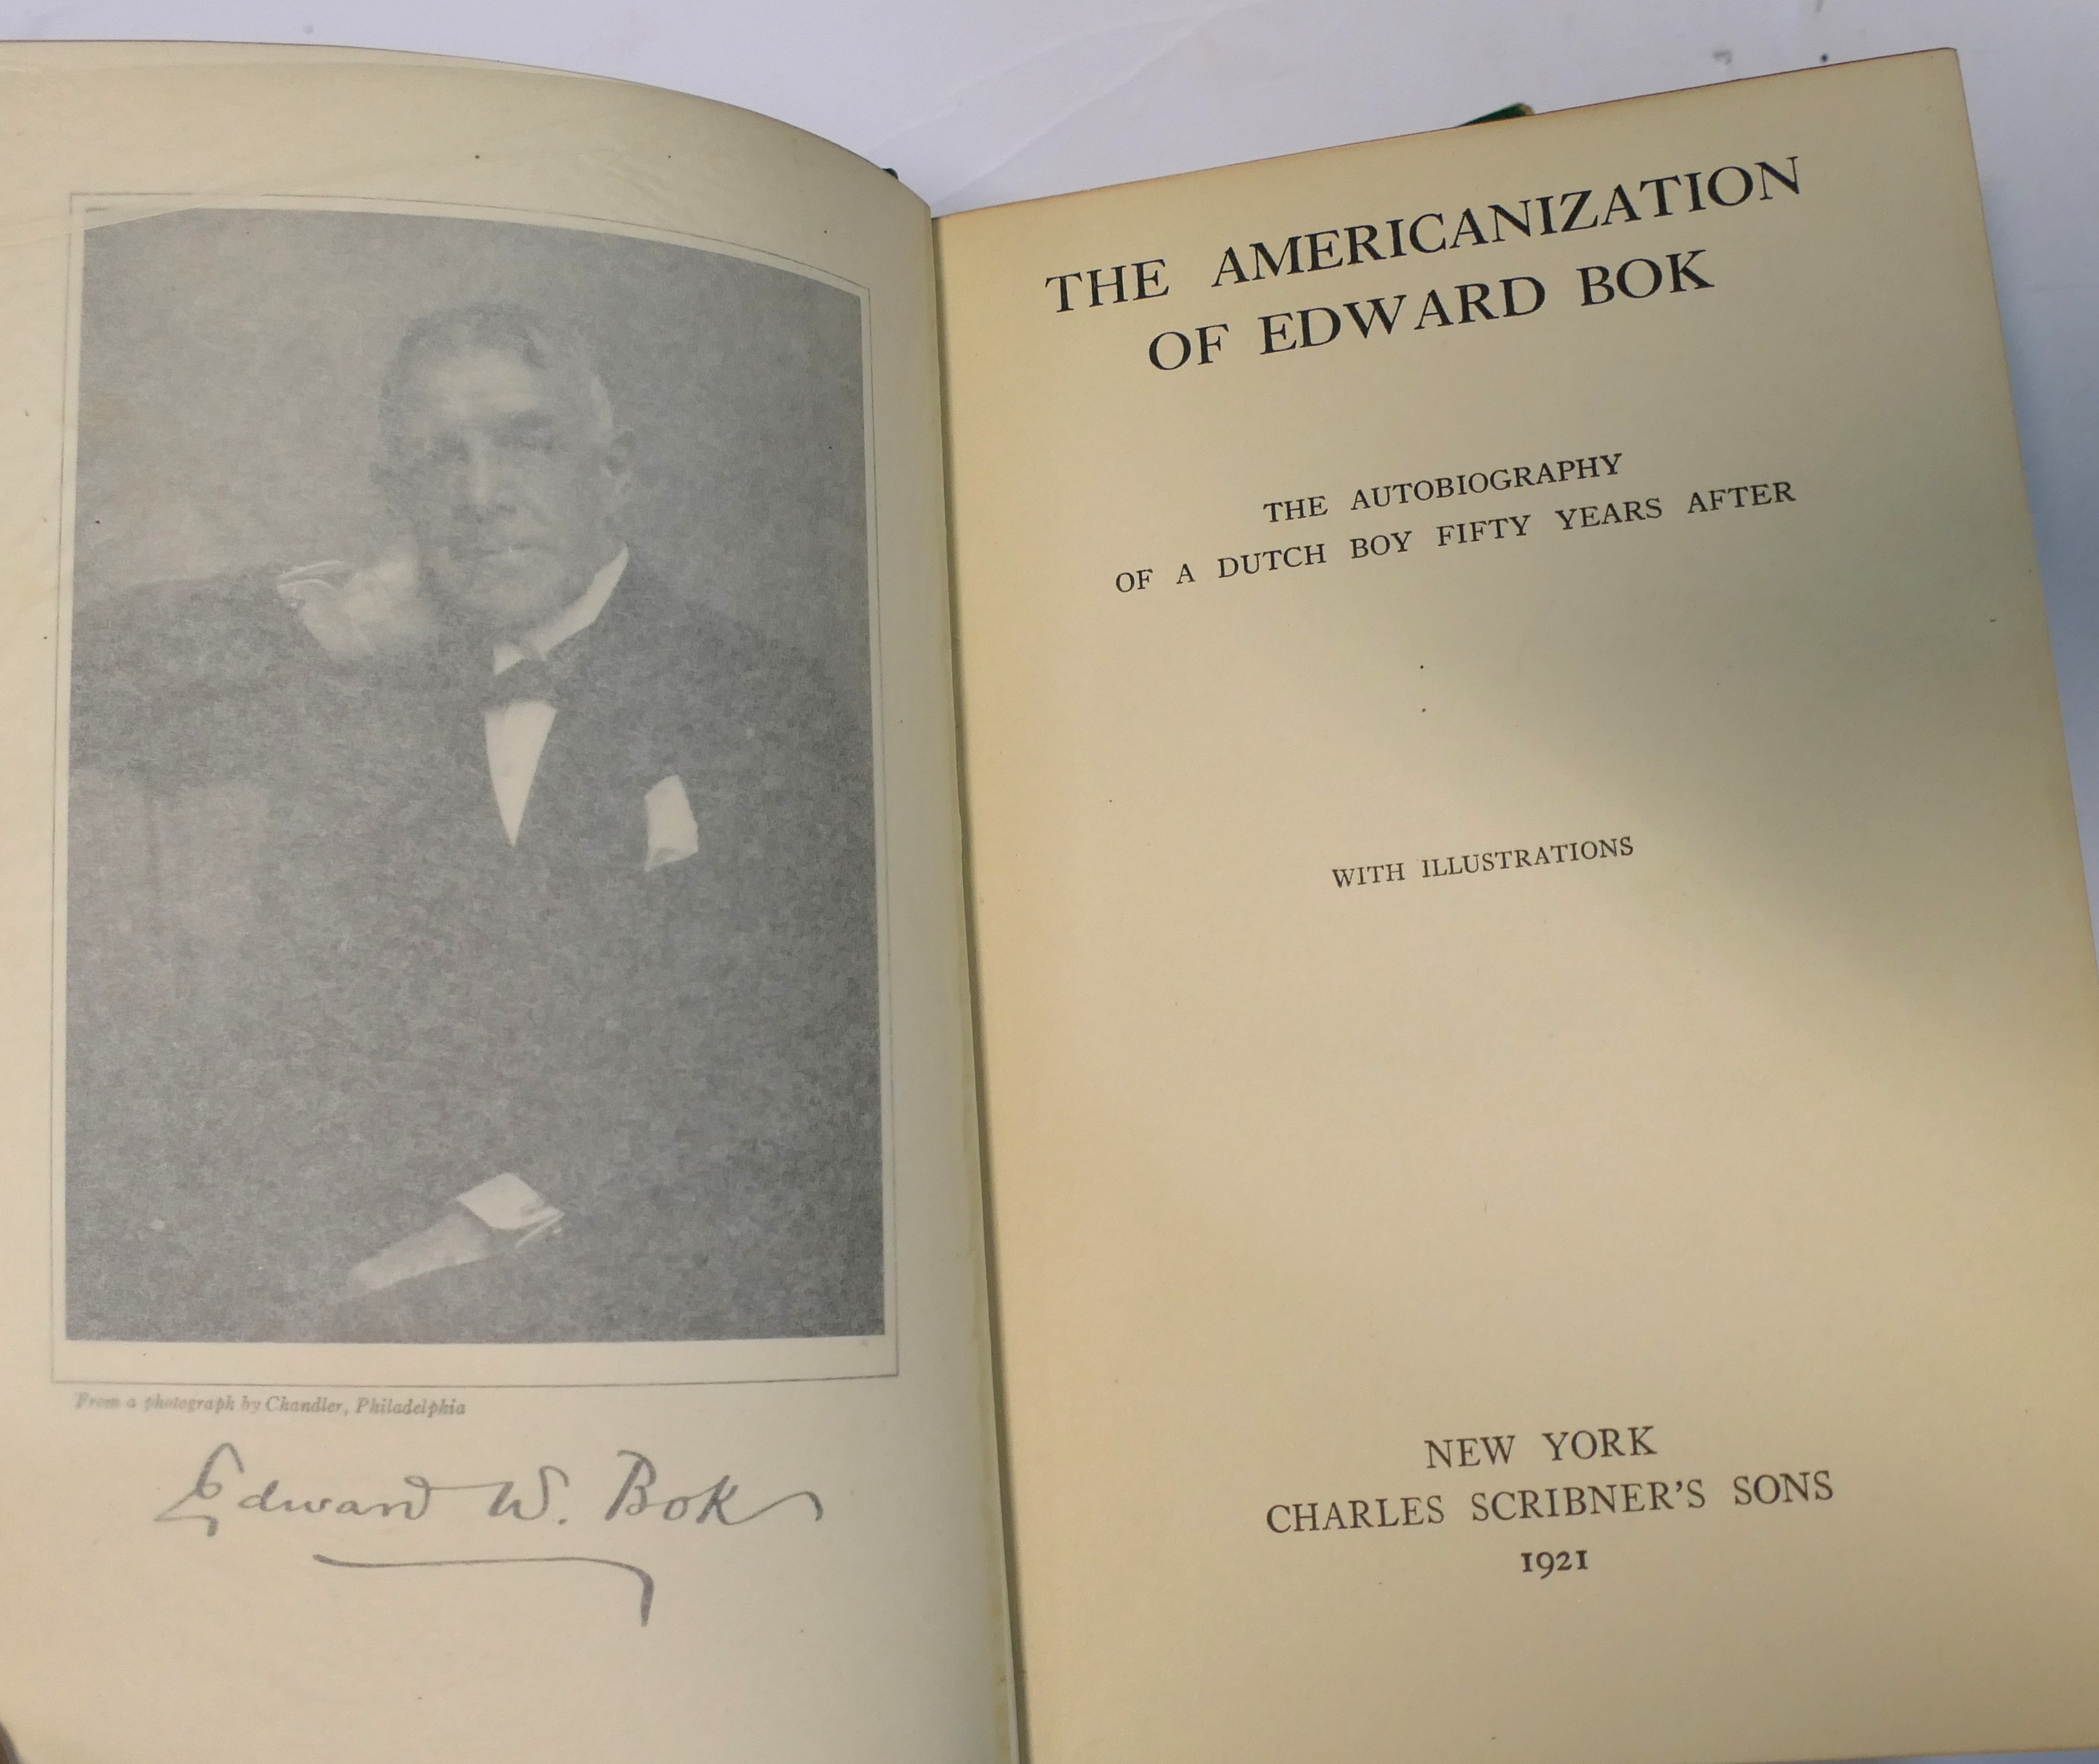 From a photograph by Chandler, Philadelphia
Edward W. Bok
THE AMERICANIZATION
OF EDWARD BOK
THE AUTOBIOGRAPHY
OF A DUTCH BOY FIFTY YEARS AFTER
WITH ILLUSTRATIONS
NEW YORK
CHARLES SCRIBNER'S SONS
1921